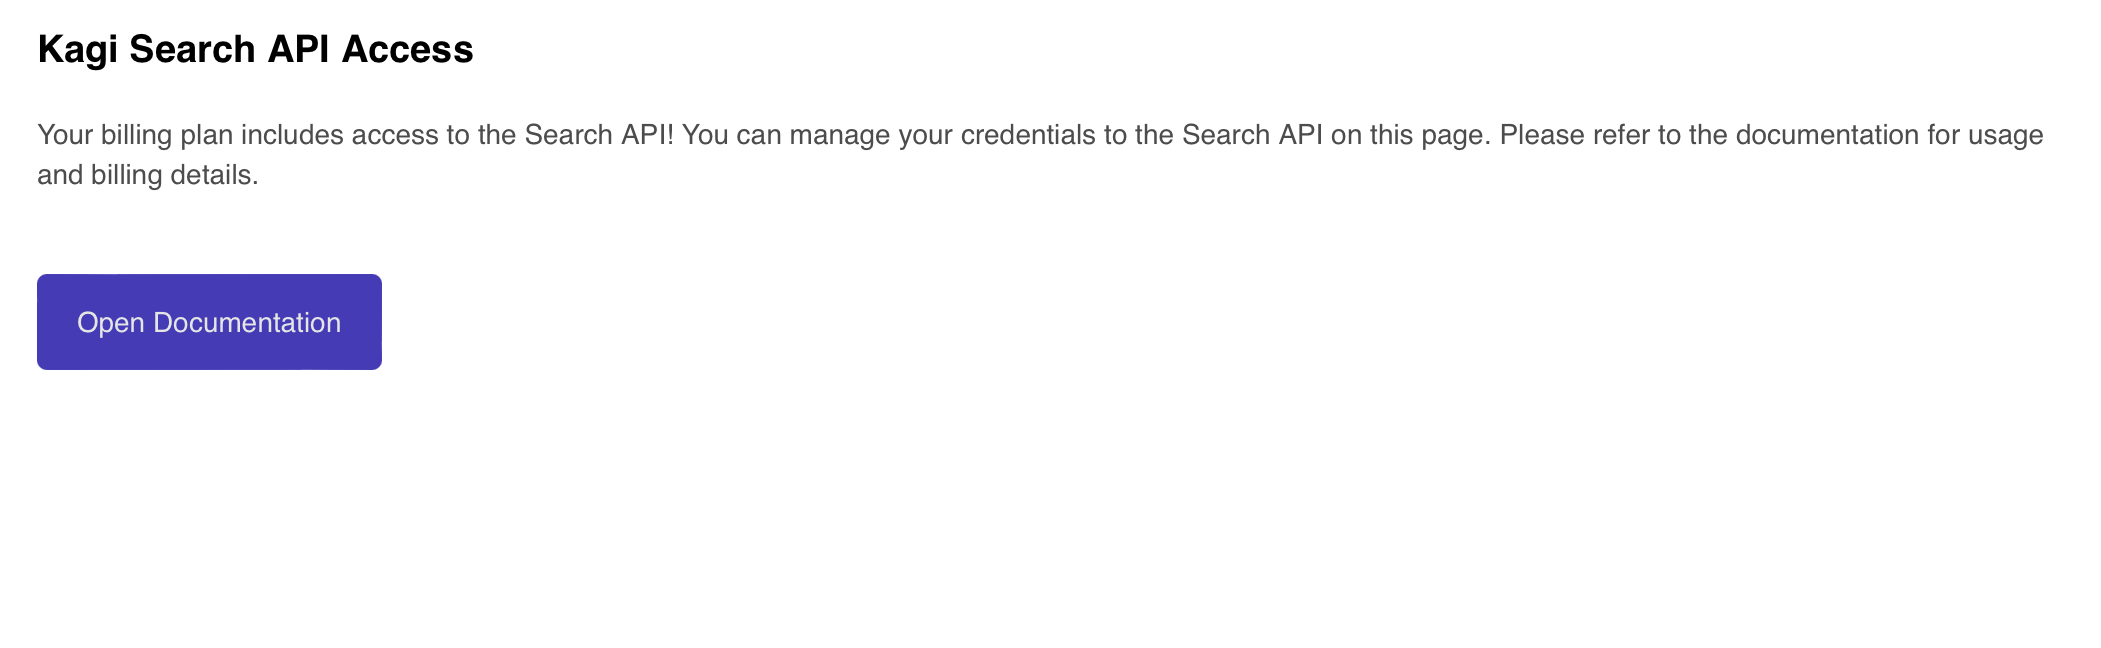 Kagi Search API Access
Your billing plan includes access to the Search API! You can manage your credentials to the Search API on this page. Please refer to the documentation for usage
and billing details.
Open Documentation